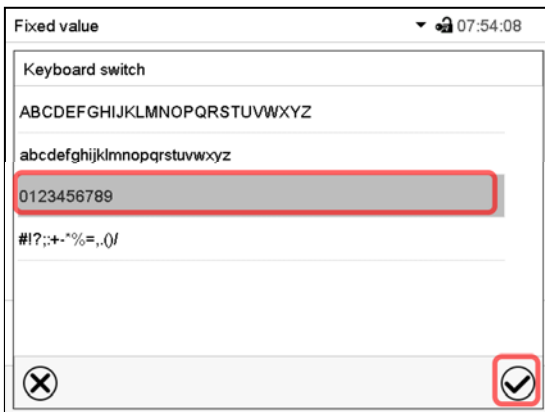 Fixed value 07:54:08
Keyboard switch
ABCDEFGHIJKLMNOPQRSTUVWXYZ
abcdefghijklmnopqrstuvwxyz
0123456789
#!?;:+-*%=,.()/